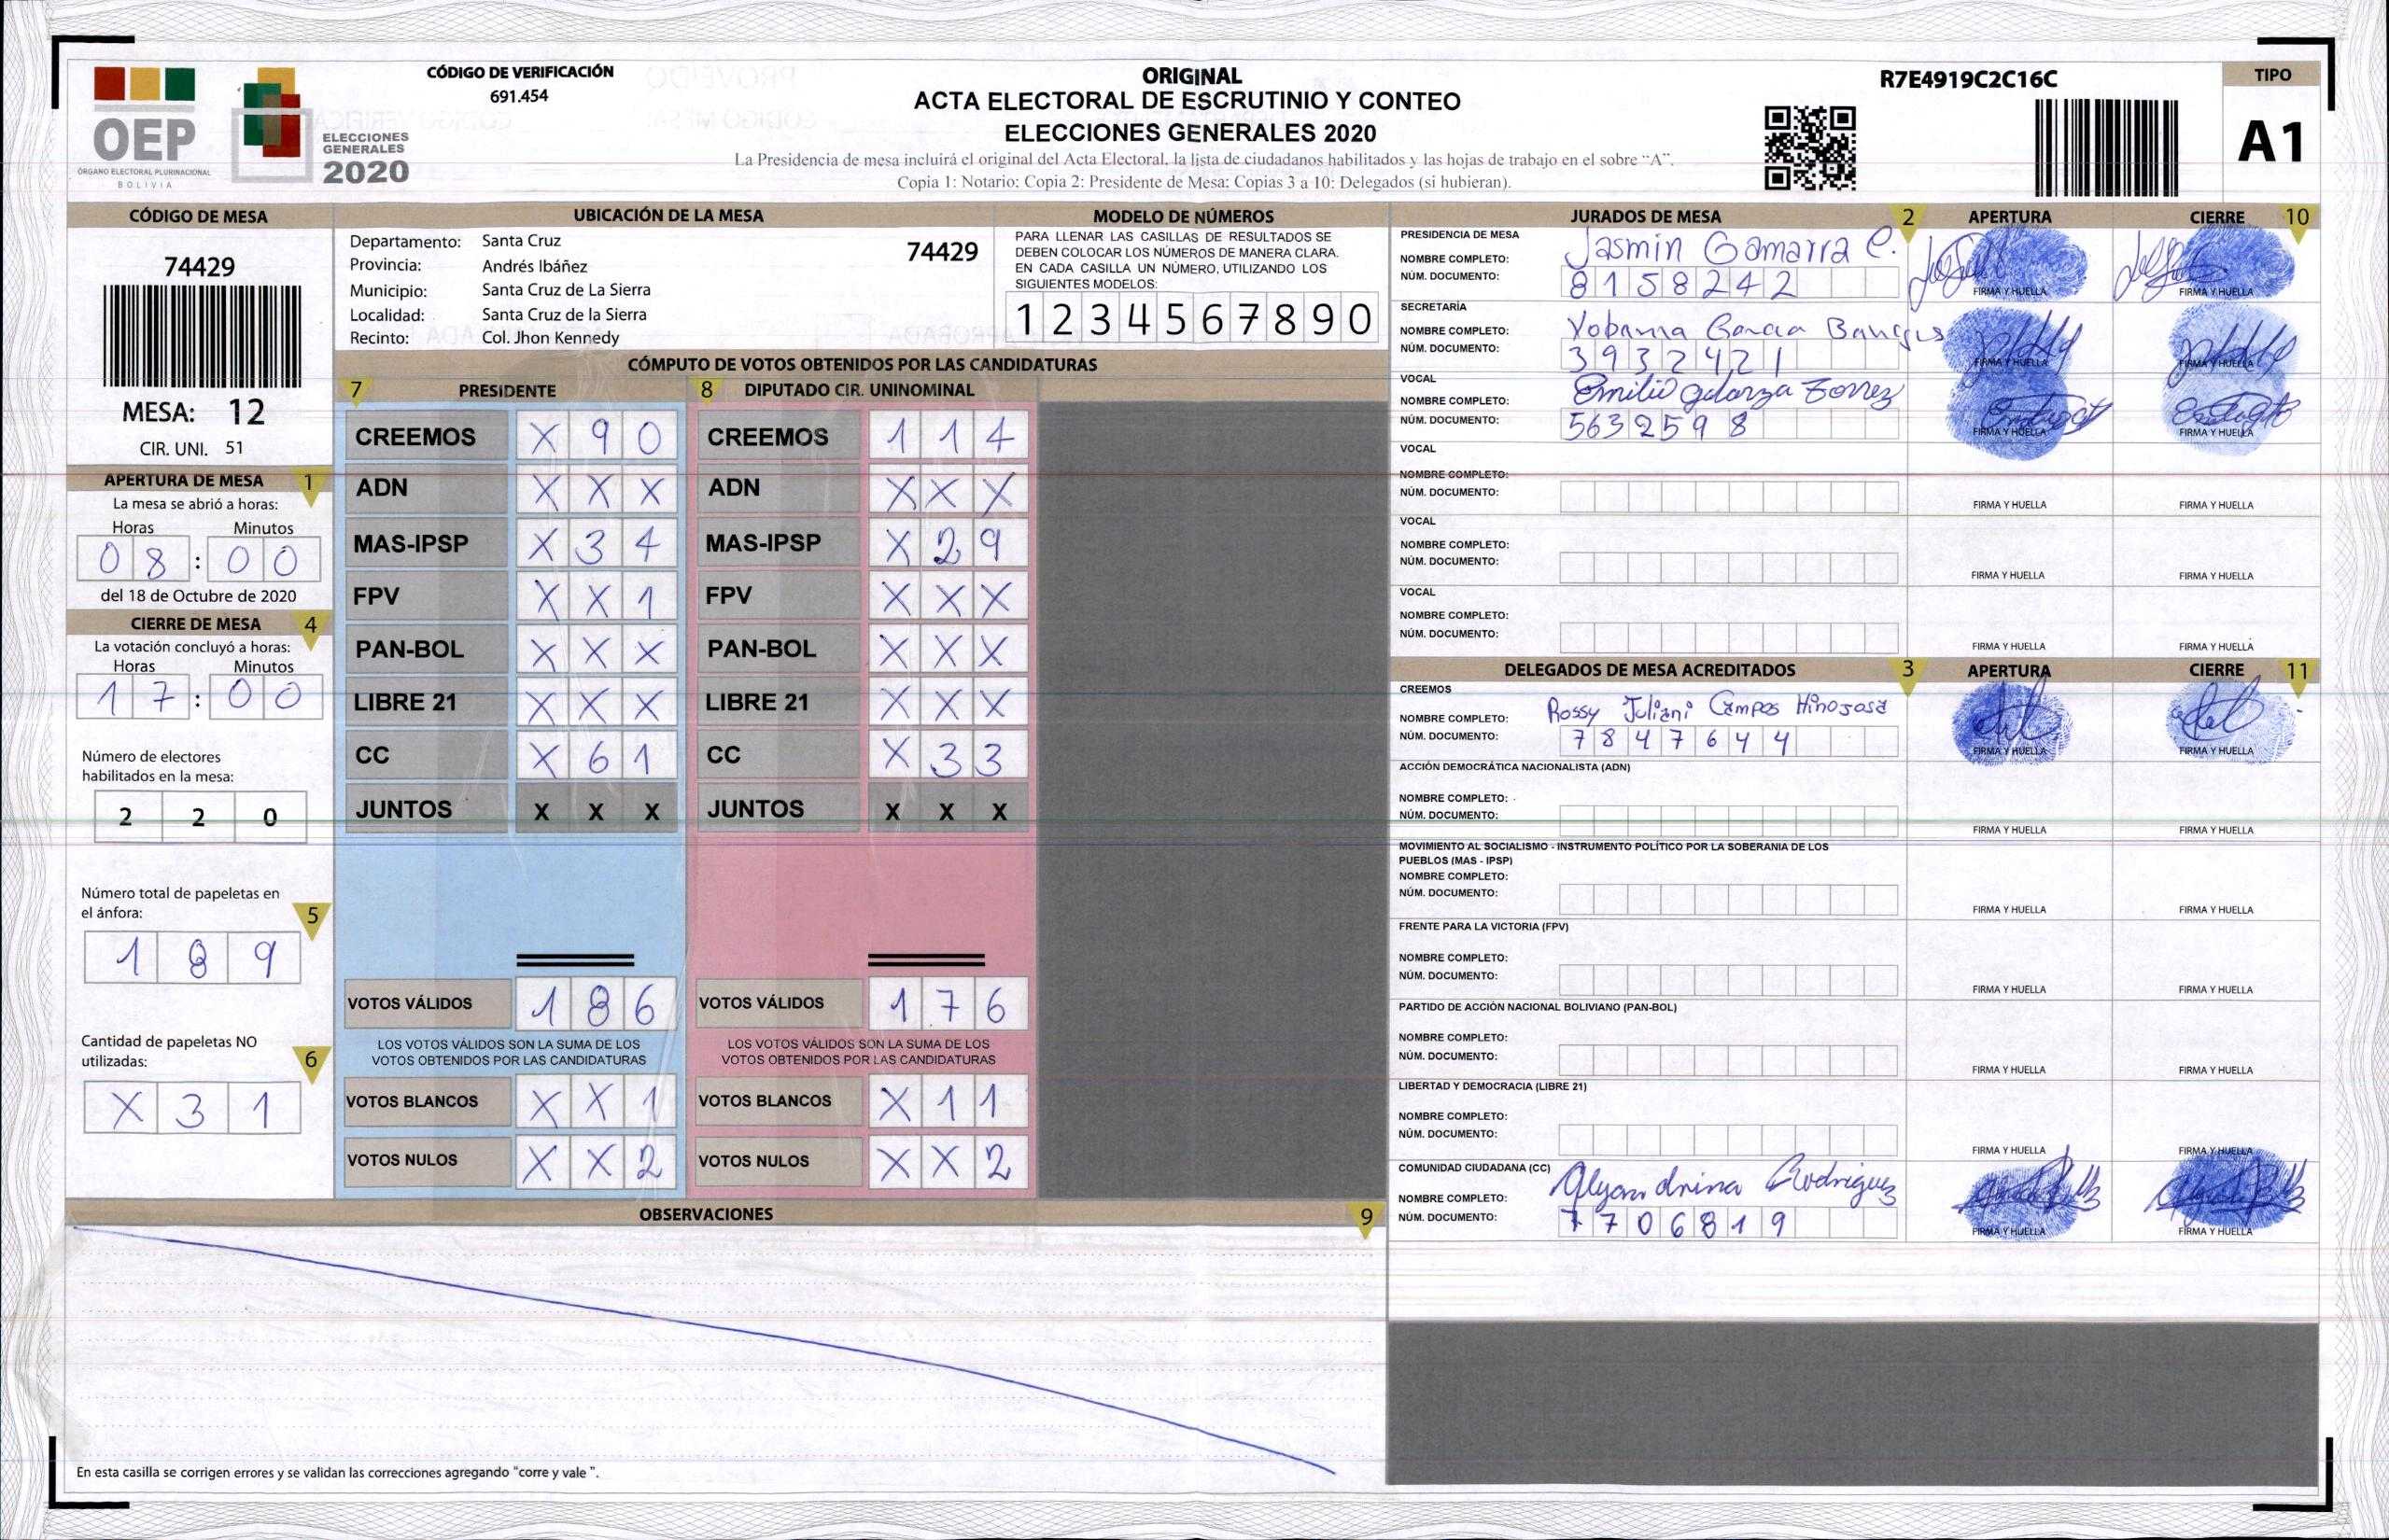 OEP
ÓRGANO ELECTORAL PLURINACIONAL
BOLIVIA
ELECCIONES
GENERALES
2020
CÓDIGO DE VERIFICACIÓN
691.454
ORIGINAL
ACTA ELECTORAL DE ESCRUTINIO Y CONTEO
ELECCIONES GENERALES 2020
La Presidencia de mesa incluirá el original del Acta Electoral, la lista de ciudadanos habilitados y las hojas de trabajo en el sobre "A".
Copia 1: Notario: Copia 2: Presidente de Mesa: Copias 3 a 10: Delegados (si hubieran).
R7E4919C2C16C
TIPO
A1
CÓDIGO DE MESA
74429
MESA: 12
CIR. UNI. 51
APERTURA DE MESA 1
La mesa se abrió a horas:
Horas Minutos
08:00
del 18 de Octubre de 2020
CIERRE DE MESA 4
La votación concluyó a horas:
Horas Minutos
17:00
Número de electores
habilitados en la mesa:
2 2 0
Número total de papeletas en
el ánfora: 5
1 8 9
Cantidad de papeletas NO
utilizadas: 6
X 3 1
UBICACIÓN DE LA MESA
Departamento: Santa Cruz 74429
Provincia: Andrés Ibáñez
Municipio: Santa Cruz de La Sierra
Localidad: Santa Cruz de la Sierra
Recinto: Col. Jhon Kennedy
MODELO DE NÚMEROS
PARA LLENAR LAS CASILLAS DE RESULTADOS SE
DEBEN COLOCAR LOS NÚMEROS DE MANERA CLARA.
EN CADA CASILLA UN NÚMERO, UTILIZANDO LOS
SIGUIENTES MODELOS:
1 2 3 4 5 6 7 8 9 0
CÓMPUTO DE VOTOS OBTENIDOS POR LAS CANDIDATURAS
7 PRESIDENTE 8 DIPUTADO CIR. UNINOMINAL
CREEMOS X 9 0 CREEMOS 1 1 4
ADN X X X ADN X X X
MAS-IPSP X 3 4 MAS-IPSP X 2 9
FPV X X 1 FPV X X X
PAN-BOL X X X PAN-BOL X X X
LIBRE 21 X X X LIBRE 21 X X X
CC X 6 1 CC X 3 3
JUNTOS X X X JUNTOS X X X
VOTOS VÁLIDOS 1 8 6 VOTOS VÁLIDOS 1 7 6
LOS VOTOS VÁLIDOS SON LA SUMA DE LOS LOS VOTOS VÁLIDOS SON LA SUMA DE LOS
VOTOS OBTENIDOS POR LAS CANDIDATURAS VOTOS OBTENIDOS POR LAS CANDIDATURAS
VOTOS BLANCOS X X 1 VOTOS BLANCOS X 1 1
VOTOS NULOS X X 2 VOTOS NULOS X X 2
OBSERVACIONES 9
En esta casilla se corrigen errores y se validan las correcciones agregando "corre y vale ".
JURADOS DE MESA 2 APERTURA CIERRE 10
PRESIDENCIA DE MESA
NOMBRE COMPLETO: Jasmin Gamarra C.
NÚM. DOCUMENTO: 8158242
FIRMA Y HUELLA FIRMA Y HUELLA
SECRETARÍA
NOMBRE COMPLETO: Garcia
NÚM. DOCUMENTO: 3932421
FIRMA Y HUELLA FIRMA Y HUELLA
VOCAL
NOMBRE COMPLETO: Emilio Galarza Torrez
NÚM. DOCUMENTO: 5632598
FIRMA Y HUELLA FIRMA Y HUELLA
VOCAL
NOMBRE COMPLETO:
NÚM. DOCUMENTO:
FIRMA Y HUELLA FIRMA Y HUELLA
VOCAL
NOMBRE COMPLETO:
NÚM. DOCUMENTO:
FIRMA Y HUELLA FIRMA Y HUELLA
VOCAL
NOMBRE COMPLETO:
NÚM. DOCUMENTO:
FIRMA Y HUELLA FIRMA Y HUELLA
DELEGADOS DE MESA ACREDITADOS 3 APERTURA CIERRE 11
CREEMOS
NOMBRE COMPLETO: Rossy Juliani Campos Hinojosa
NÚM. DOCUMENTO: 7847644
FIRMA Y HUELLA FIRMA Y HUELLA
ACCIÓN DEMOCRÁTICA NACIONALISTA (ADN)
NOMBRE COMPLETO:
NÚM. DOCUMENTO:
FIRMA Y HUELLA FIRMA Y HUELLA
MOVIMIENTO AL SOCIALISMO - INSTRUMENTO POLÍTICO POR LA SOBERANIA DE LOS
PUEBLOS (MAS - IPSP)
NOMBRE COMPLETO:
NÚM. DOCUMENTO:
FIRMA Y HUELLA FIRMA Y HUELLA
FRENTE PARA LA VICTORIA (FPV)
NOMBRE COMPLETO:
NÚM. DOCUMENTO:
FIRMA Y HUELLA FIRMA Y HUELLA
PARTIDO DE ACCIÓN NACIONAL BOLIVIANO (PAN-BOL)
NOMBRE COMPLETO:
NÚM. DOCUMENTO:
FIRMA Y HUELLA FIRMA Y HUELLA
LIBERTAD Y DEMOCRACIA (LIBRE 21)
NOMBRE COMPLETO:
NÚM. DOCUMENTO:
FIRMA Y HUELLA FIRMA Y HUELLA
COMUNIDAD CIUDADANA (CC)
NOMBRE COMPLETO: Rodriguez
NÚM. DOCUMENTO: 7706819
FIRMA Y HUELLA FIRMA Y HUELLA